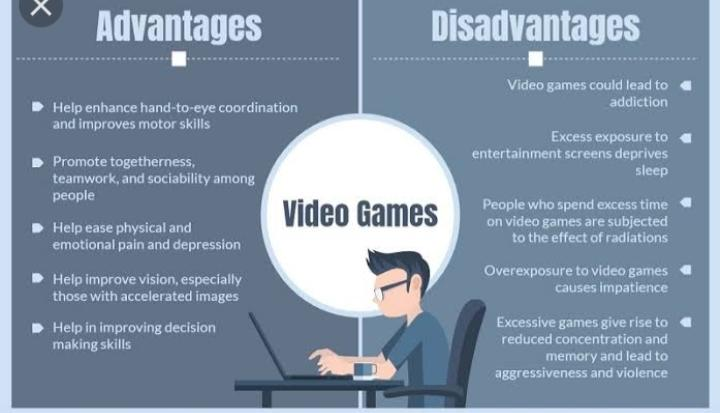 Advantages
Help enhance hand-to-eye coordination
and improves motor skills
Promote togetherness,
teamwork, and sociability among
people
Help ease physical and
emotional pain and depression
Help improve vision, especially
those with accelerated images
Help in improving decision
making skills
Video Games
Disadvantages
Video games could lead to
addiction
Excess exposure to
entertainment screens deprives
sleep
People who spend excess time
on video games are subjected
to the effect of radiations
Overexposure to video games
causes impatience
Excessive games give rise to
reduced concentration and
memory and lead to
aggressiveness and violence